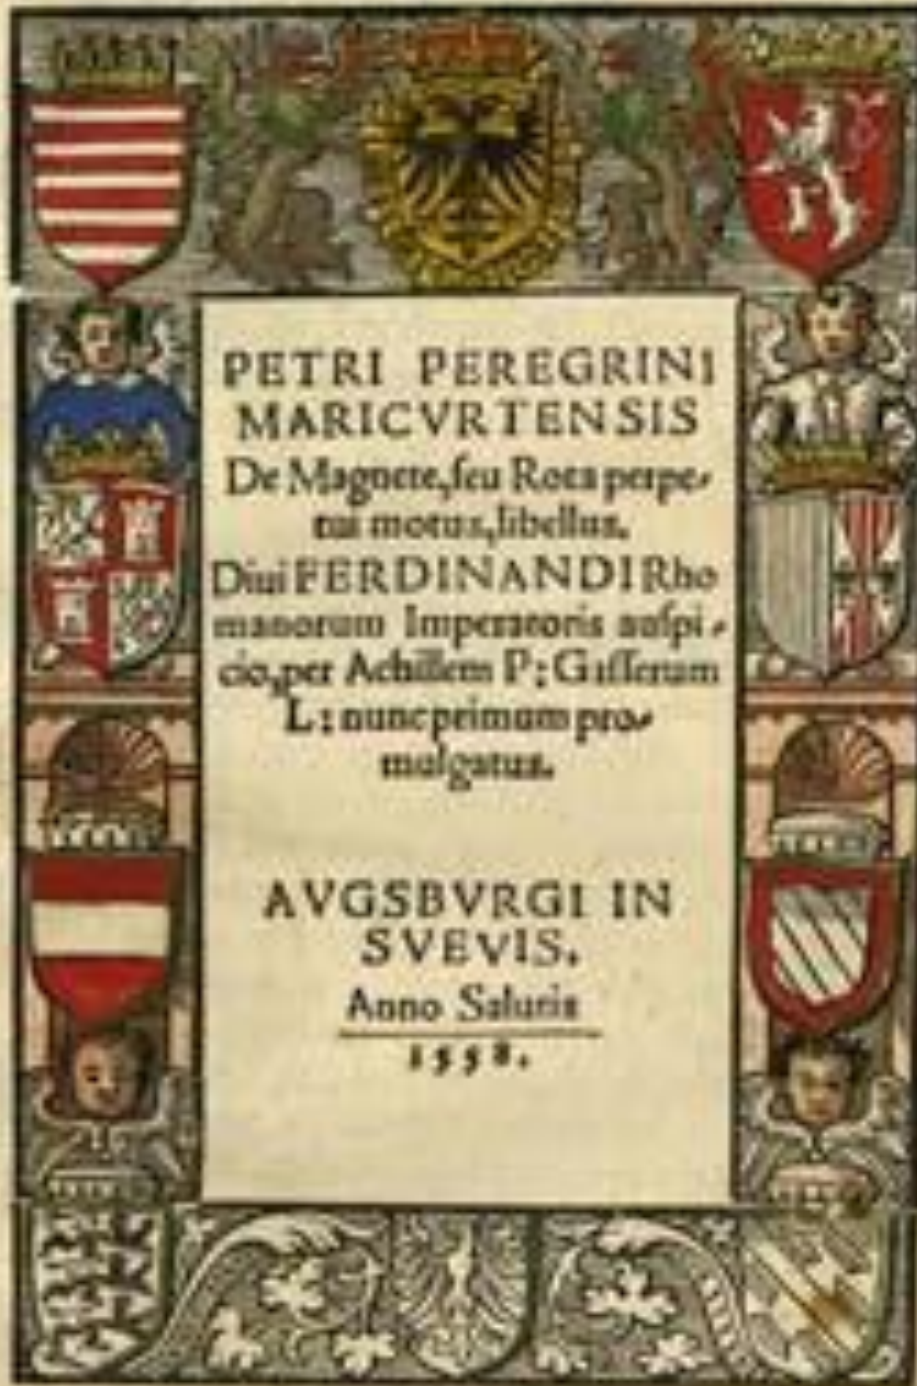 PETRI PEREGRINI
MARICVRTENSIS
De Magnete, ſeu Rota perpe-
tui motus, libellus.
Diui FERDINANDI Rho
manorum Imperatoris auſpi-
cio, per Achillem P: Gaſſerum
L: nunc primum pro-
mulgatus.
AVGSBVRGI IN
SVEVIS.
Anno Salutis
1558.